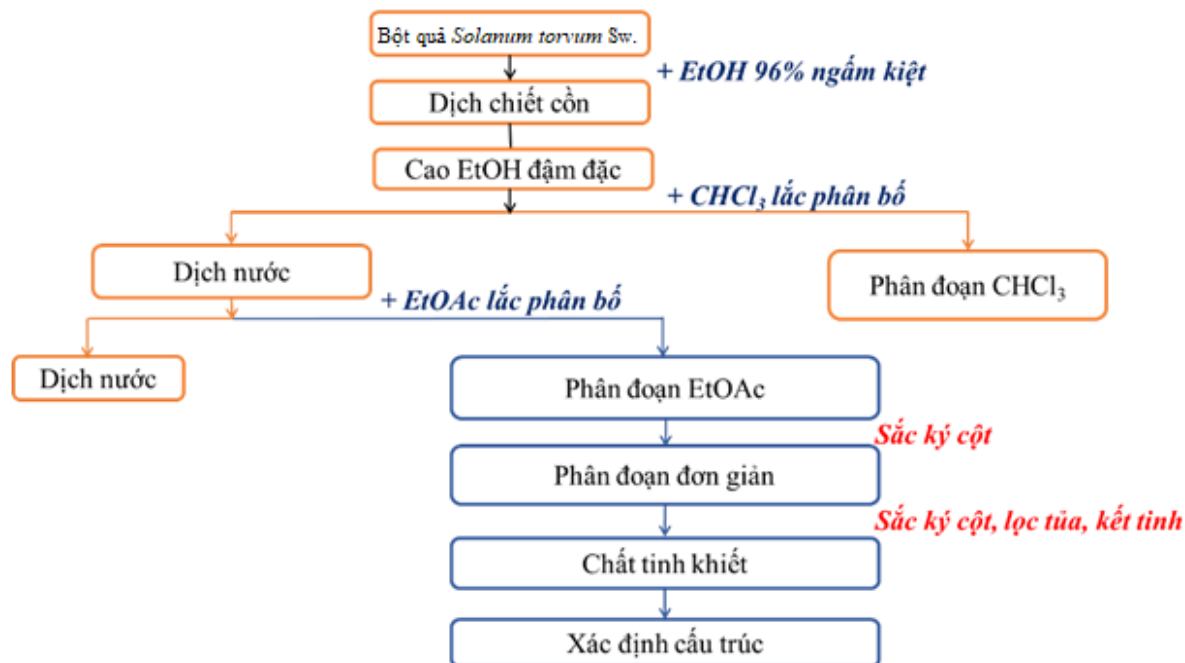 Bột quả Solanum torvum Sw.
+ EtOH 96% ngấm kiệt
Dịch chiết cồn
Cao EtOH đậm đặc
+ CHCl₃ lắc phân bố
Dịch nước
Phân đoạn CHCl₃
+ EtOAc lắc phân bố
Dịch nước
Phân đoạn EtOAc
Sắc ký cột
Phân đoạn đơn giản
Sắc ký cột, lọc tủa, kết tinh
Chất tinh khiết
Xác định cấu trúc